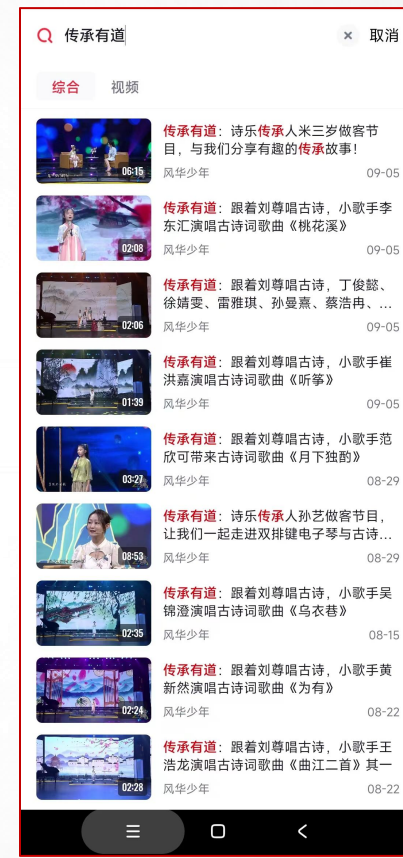 传承有道
取消
综合
视频
传承有道：诗乐传承人米三岁做客节
目，与我们分享有趣的传承故事！
06:15
风华少年
09-05
传承有道：跟着刘尊唱古诗，小歌手李
东汇演唱古诗词歌曲《桃花溪》
02:08
风华少年
09-05
传承有道：跟着刘尊唱古诗，丁俊懿、
徐婧雯、雷雅琪、孙曼熹、蔡浩冉、...
02:06
风华少年
09-05
传承有道：跟着刘尊唱古诗，小歌手崔
洪嘉演唱古诗词歌曲《听筝》
01:39
风华少年
09-05
传承有道：跟着刘尊唱古诗，小歌手范
欣可带来古诗词歌曲《月下独酌》
03:27
风华少年
08-29
传承有道：诗乐传承人孙艺做客节目，
让我们一起走进双排键电子琴与古诗...
08:53
风华少年
08-29
传承有道：跟着刘尊唱古诗，小歌手吴
锦澄演唱古诗词歌曲《乌衣巷》
02:35
风华少年
08-15
传承有道：跟着刘尊唱古诗，小歌手黄
新然演唱古诗词歌曲《为有》
02:24
风华少年
08-22
传承有道：跟着刘尊唱古诗，小歌手王
浩龙演唱古诗词歌曲《曲江二首》其一
02:28
风华少年
08-22